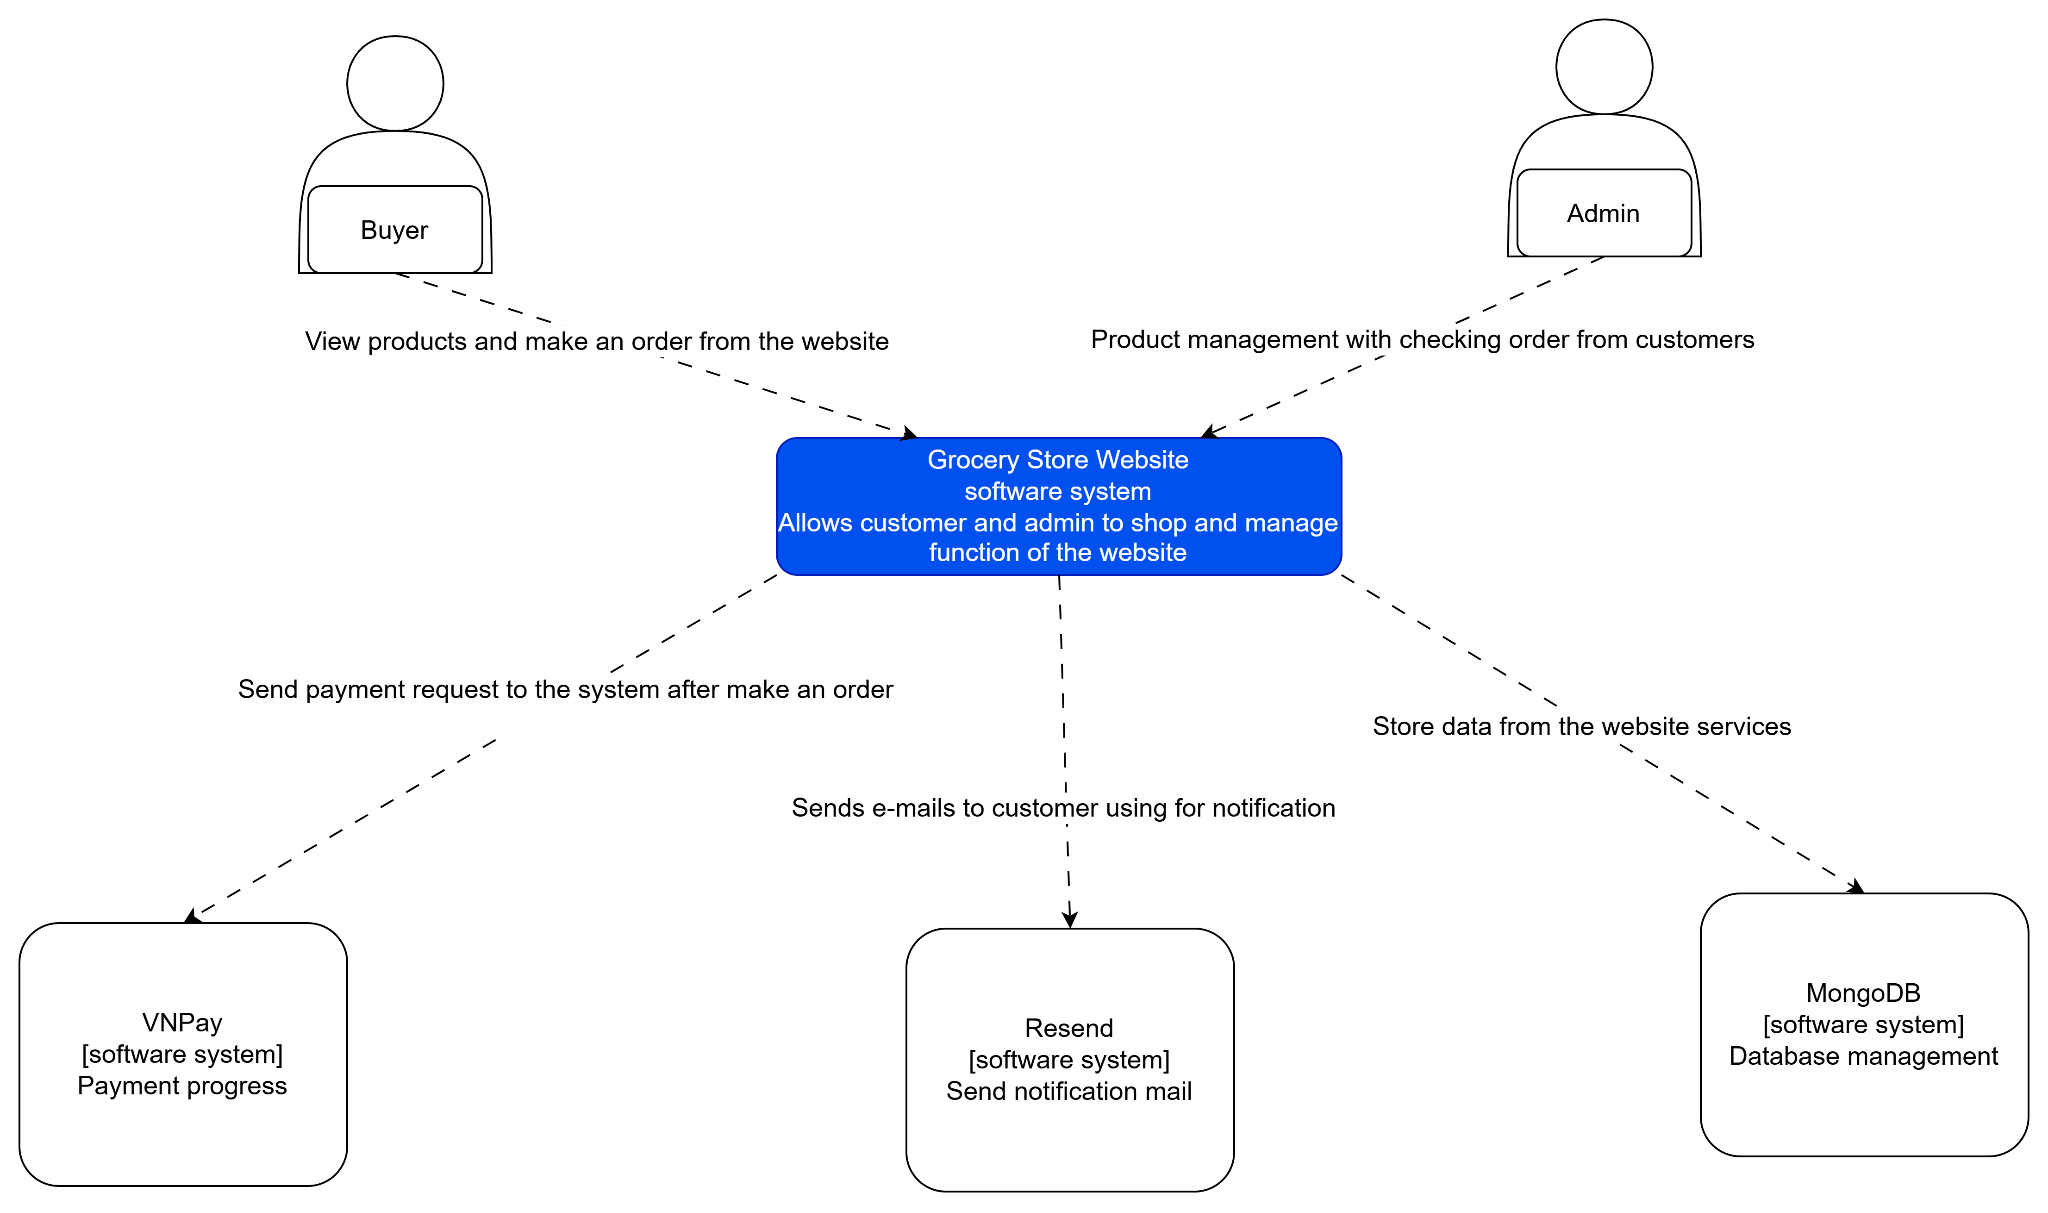 Buyer
Admin
View products and make an order from the website
Product management with checking order from customers
Grocery Store Website
software system
Allows customer and admin to shop and manage
function of the website
Send payment request to the system after make an order
Store data from the website services
Sends e-mails to customer using for notification
VNPay
[software system]
Payment progress
Resend
[software system]
Send notification mail
MongoDB
[software system]
Database management